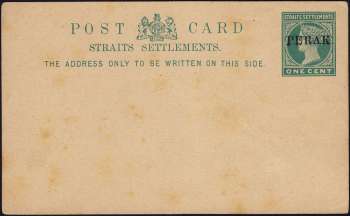 POST CARD
STRAITS SETTLEMENTS.
THE ADDRESS ONLY TO BE WRITTEN ON THIS SIDE.
STRAITS SETTLEMENTS
PERAK
ONE CENT